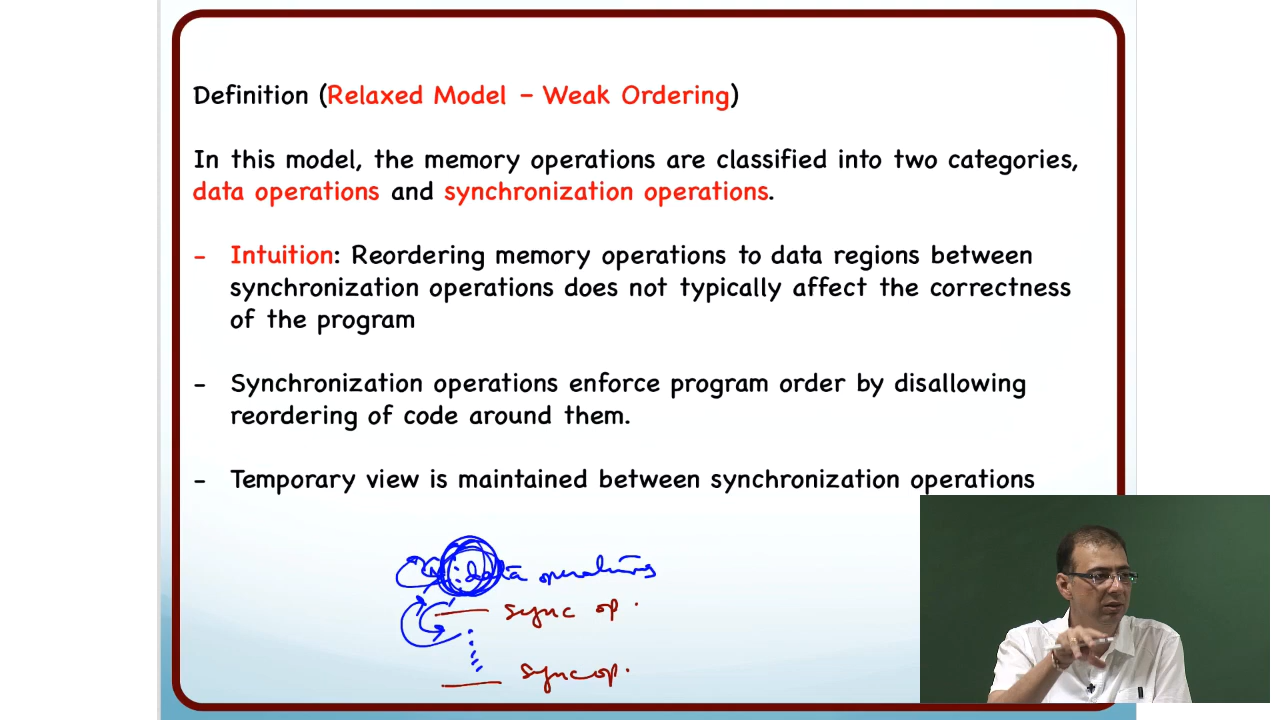 Definition (Relaxed Model – Weak Ordering)
In this model, the memory operations are classified into two categories,
data operations and synchronization operations.
- Intuition: Reordering memory operations to data regions between
synchronization operations does not typically affect the correctness
of the program
- Synchronization operations enforce program order by disallowing
reordering of code around them.
- Temporary view is maintained between synchronization operations
data operations
sync op.
sync op.